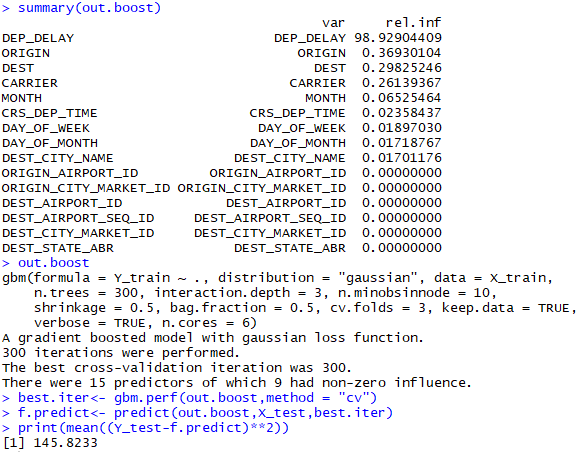 > summary(out.boost)
                                        var     rel.inf
DEP_DELAY                         DEP_DELAY 98.92904409
ORIGIN                               ORIGIN  0.36930104
DEST                                   DEST  0.29825246
CARRIER                             CARRIER  0.26139367
MONTH                                 MONTH  0.06525464
CRS_DEP_TIME                   CRS_DEP_TIME  0.02358437
DAY_OF_WEEK                     DAY_OF_WEEK  0.01897030
DAY_OF_MONTH                   DAY_OF_MONTH  0.01718767
DEST_CITY_NAME               DEST_CITY_NAME  0.01701176
ORIGIN_AIRPORT_ID         ORIGIN_AIRPORT_ID  0.00000000
ORIGIN_CITY_MARKET_ID ORIGIN_CITY_MARKET_ID  0.00000000
DEST_AIRPORT_ID             DEST_AIRPORT_ID  0.00000000
DEST_AIRPORT_SEQ_ID     DEST_AIRPORT_SEQ_ID  0.00000000
DEST_CITY_MARKET_ID     DEST_CITY_MARKET_ID  0.00000000
DEST_STATE_ABR               DEST_STATE_ABR  0.00000000
> out.boost
gbm(formula = Y_train ~ ., distribution = "gaussian", data = X_train,
    n.trees = 300, interaction.depth = 3, n.minobsinnode = 10,
    shrinkage = 0.5, bag.fraction = 0.5, cv.folds = 3, keep.data = TRUE,
    verbose = TRUE, n.cores = 6)
A gradient boosted model with gaussian loss function.
300 iterations were performed.
The best cross-validation iteration was 300.
There were 15 predictors of which 9 had non-zero influence.
> best.iter<- gbm.perf(out.boost,method = "cv")
> f.predict<- predict(out.boost,X_test,best.iter)
> print(mean((Y_test-f.predict)**2))
[1] 145.8233